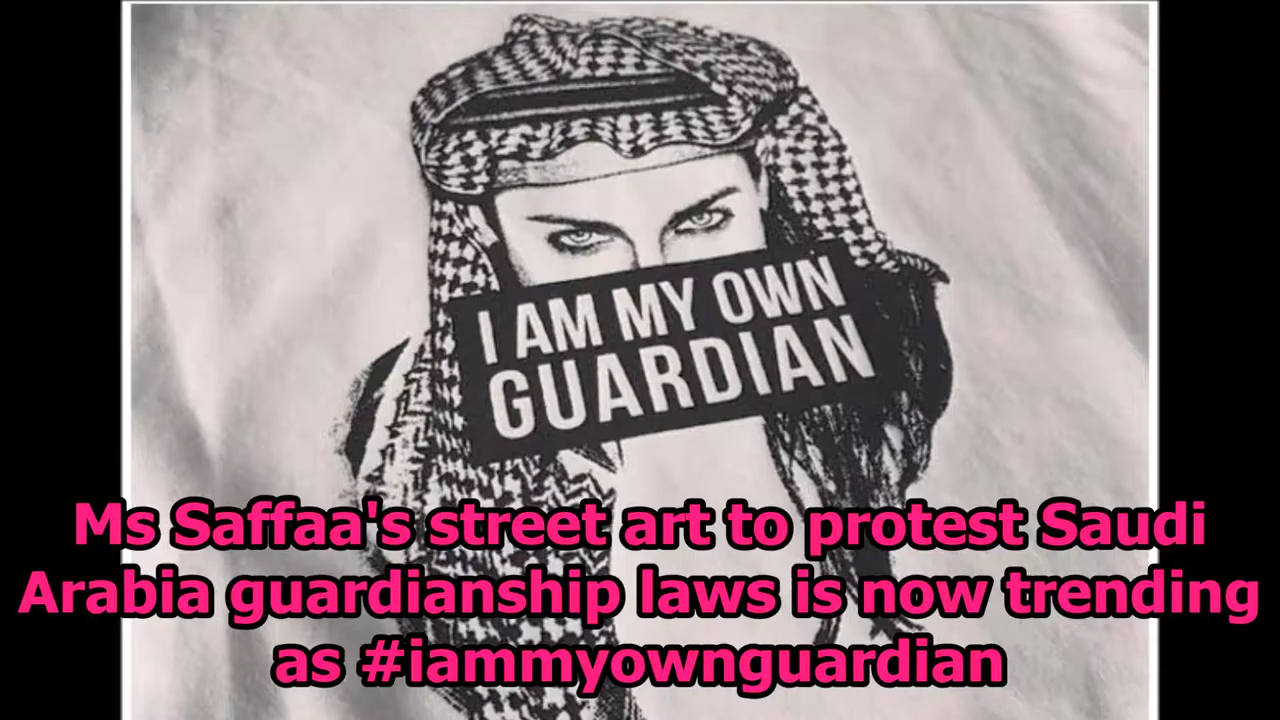 I AM MY OWN
GUARDIAN
Ms Saffaa's street art to protest Saudi
Arabia guardianship laws is now trending
as #iammyownguardian